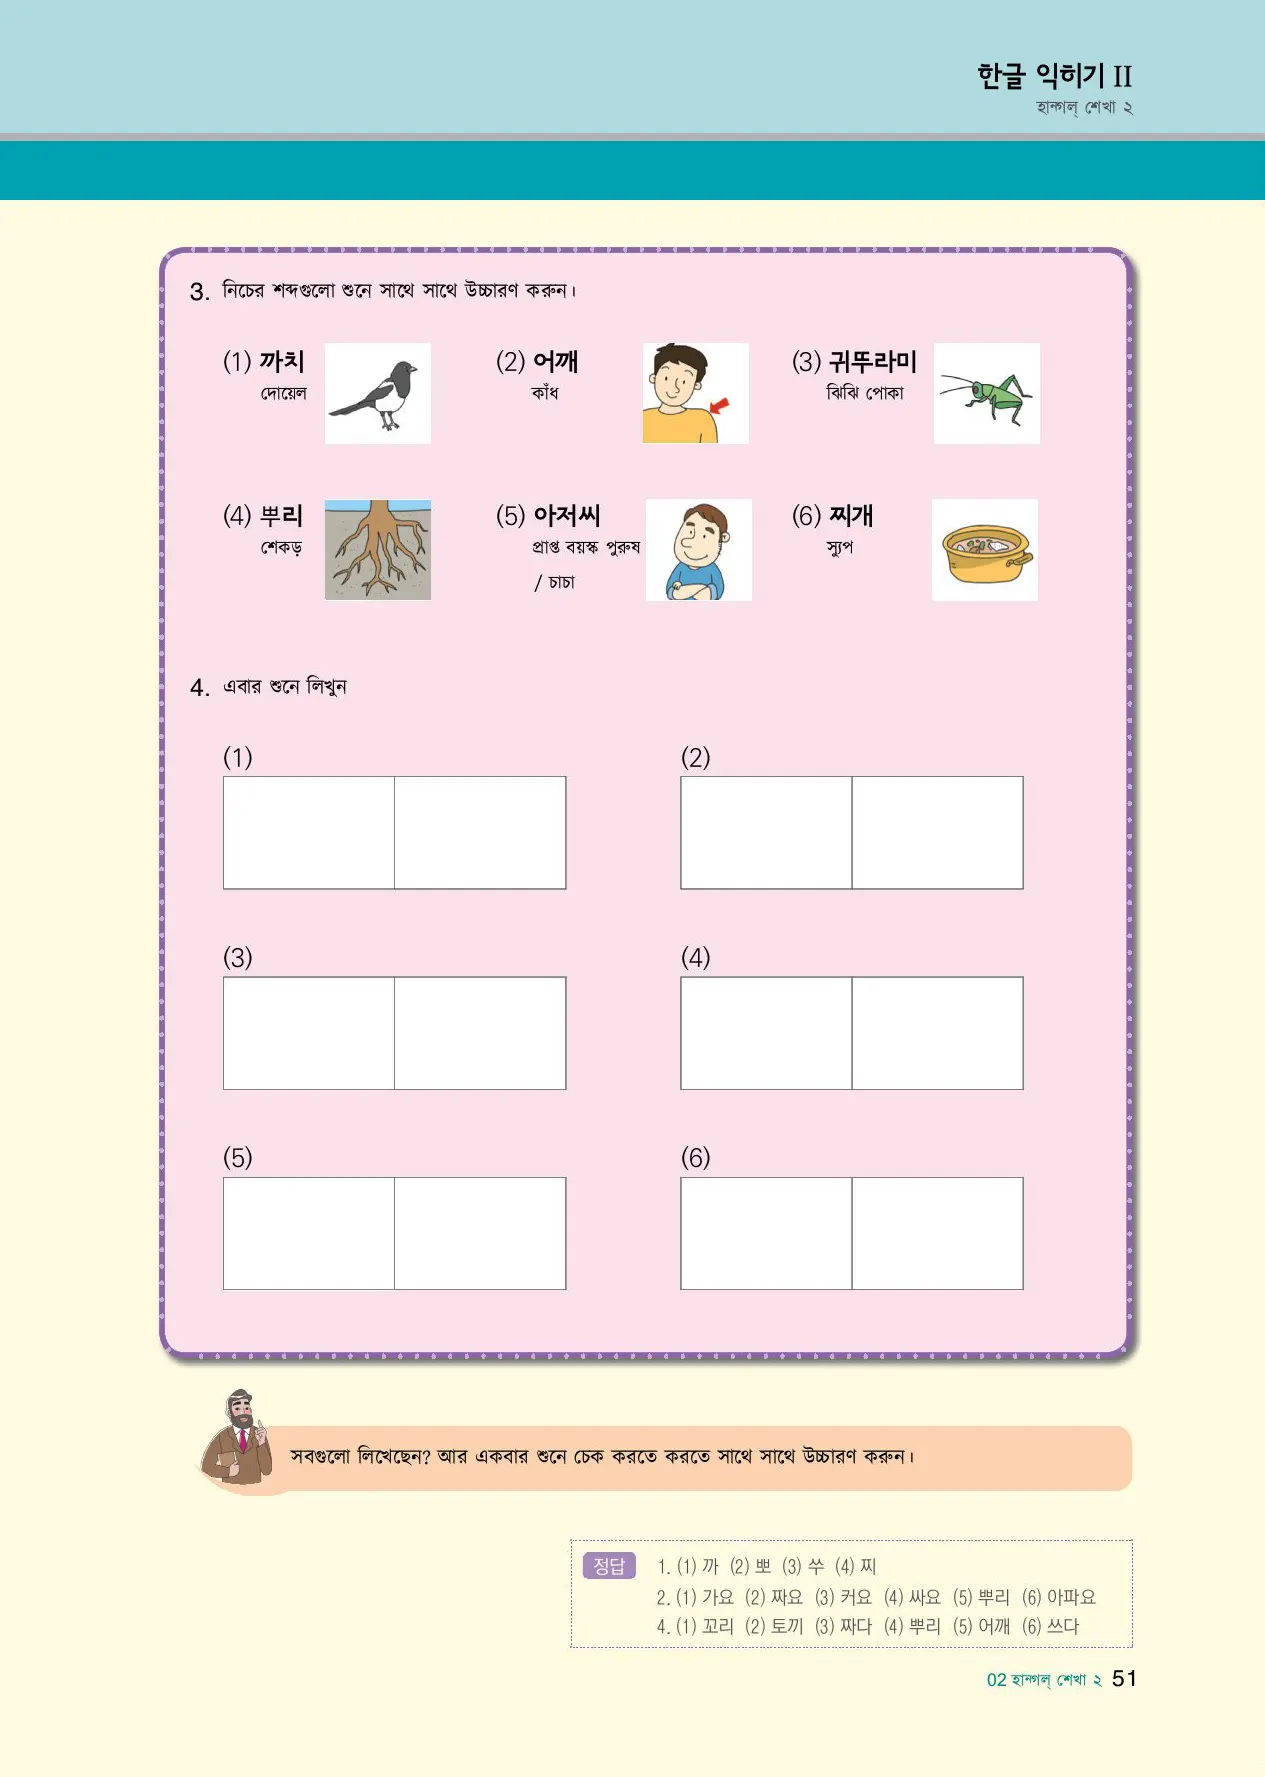 한글 익히기 II
হান্গল্ শেখা ২
3. নিচের শব্দগুলো শুনে সাথে সাথে উচ্চারণ করুন।
(1) 까치 (2) 어깨 (3) 귀뚜라미
দোয়েল কাঁধ ঝিঝি পোকা
(4) 뿌리 (5) 아저씨 (6) 찌개
শেকড় প্রাপ্ত বয়স্ক পুরুষ স্যুপ
/ চাচা
4. এবার শুনে লিখুন
(1) (2)
(3) (4)
(5) (6)
সবগুলো লিখেছেন? আর একবার শুনে চেক করতে করতে সাথে সাথে উচ্চারণ করুন।
정답 1. (1) 까 (2) 뽀 (3) 쑤 (4) 찌
2. (1) 가요 (2) 짜요 (3) 커요 (4) 싸요 (5) 뿌리 (6) 아파요
4. (1) 꼬리 (2) 토끼 (3) 짜다 (4) 뿌리 (5) 어깨 (6) 쓰다
02 হান্গল্ শেখা ২ 51